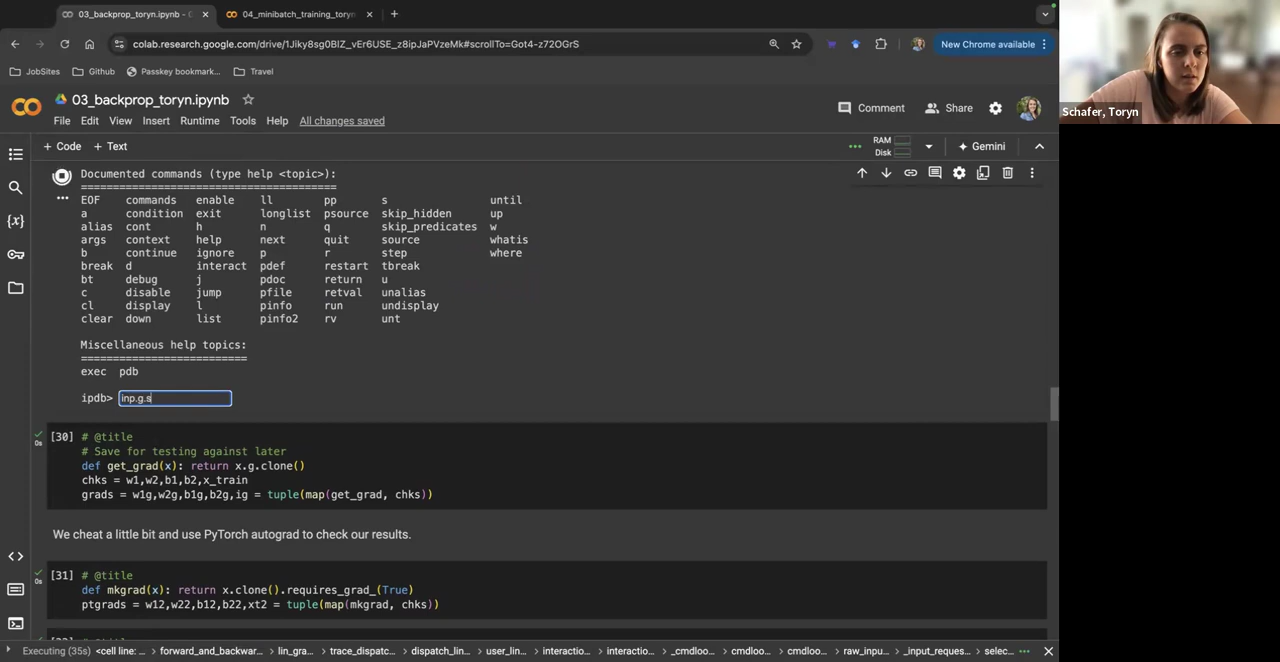 03_backprop_toryn.ipynb - C
04_minibatch_training_toryn
colab.research.google.com/drive/1Jiky8sg0BIZ_vEr6USE_z8ipJaPVzeMk#scrollTo=Got4-z72OGrS
New Chrome available
JobSites Github Passkey bookmark... Travel
Schafer, Toryn
03_backprop_toryn.ipynb
Comment Share
File Edit View Insert Runtime Tools Help All changes saved
+ Code + Text
RAM
Disk
Gemini
Documented commands (type help <topic>):
========================================
EOF commands enable ll pp s until
a condition exit longlist psource skip_hidden up
alias cont h n q skip_predicates w
args context help next quit source whatis
b continue ignore p r step where
break d interact pdef restart tbreak
bt debug j pdoc return u
c disable jump pfile retval unalias
cl display l pinfo run undisplay
clear down list pinfo2 rv unt
Miscellaneous help topics:
==========================
exec pdb
ipdb> inp.g.s
[30] # @title
0s
# Save for testing against later
def get_grad(x): return x.g.clone()
chks = w1,w2,b1,b2,x_train
grads = w1g,w2g,b1g,b2g,ig = tuple(map(get_grad, chks))
We cheat a little bit and use PyTorch autograd to check our results.
[31] # @title
0s
def mkgrad(x): return x.clone().requires_grad_(True)
ptgrads = w12,w22,b12,b22,xt2 = tuple(map(mkgrad, chks))
Executing (35s) <cell line: ... > forward_and_backwar... > lin_gra... > trace_dispatc... > dispatch_lin... > user_lin... > interactio... > interactio... > _cmdloo... > cmdloo... > cmdloo... > raw_inpu... > _input_reques... > selec...